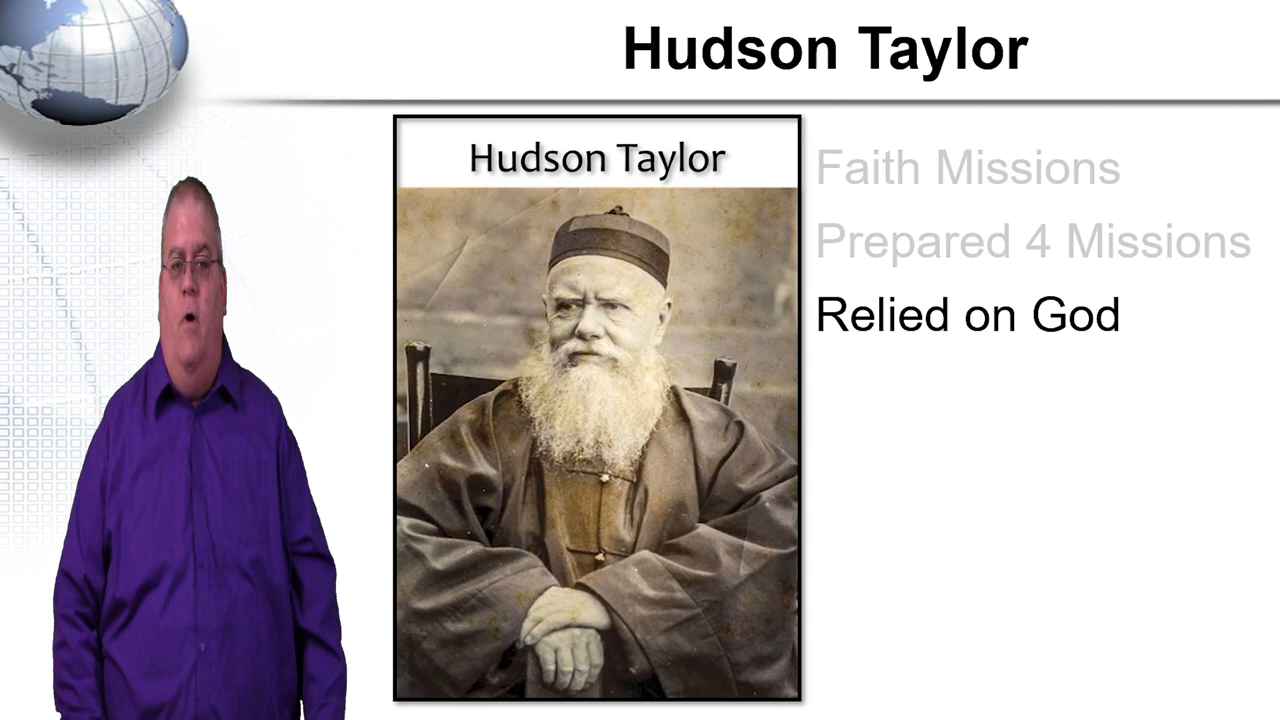 Hudson Taylor
Hudson Taylor
Faith Missions
Prepared 4 Missions
Relied on God